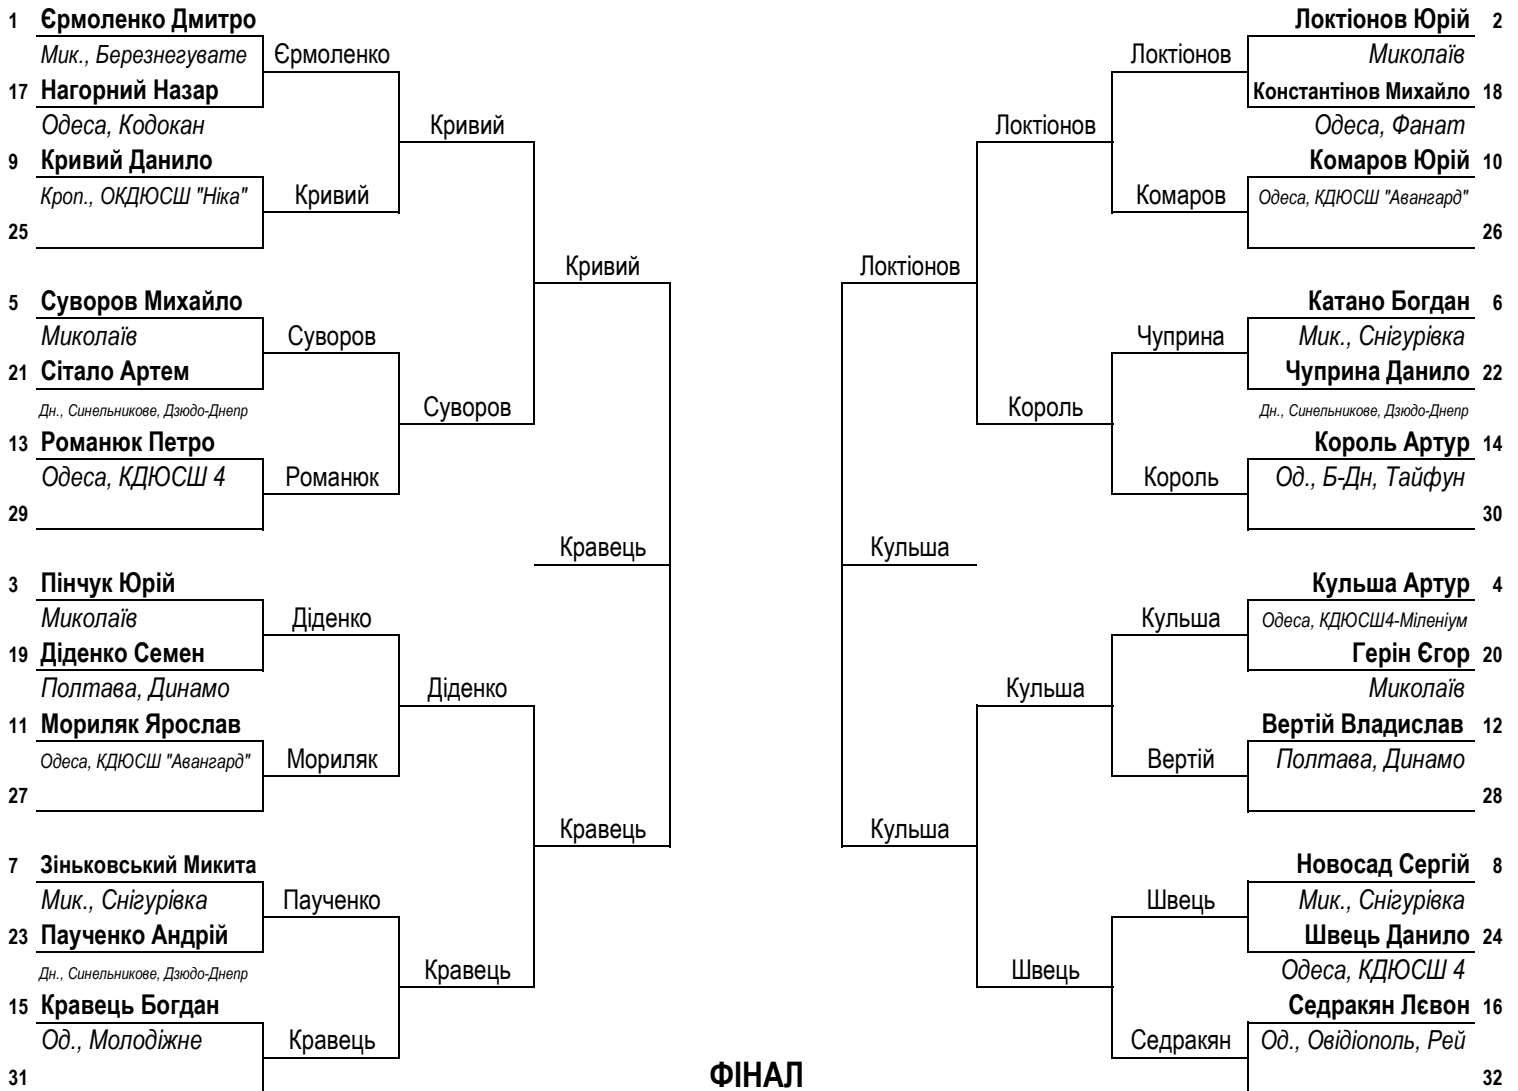 1 Єрмоленко Дмитро
Мик., Березнегувате
17 Нагорний Назар
Одеса, Кодокан
9 Кривий Данило
Кроп., ОКДЮСШ "Ніка"
25
5 Суворов Михайло
Миколаїв
21 Сітало Артем
Дн., Синельникове, Дзюдо-Днепр
13 Романюк Петро
Одеса, КДЮСШ 4
29
3 Пінчук Юрій
Миколаїв
19 Діденко Семен
Полтава, Динамо
11 Мориляк Ярослав
Одеса, КДЮСШ "Авангард"
27
7 Зіньковський Микита
Мик., Снігурівка
23 Паученко Андрій
Дн., Синельникове, Дзюдо-Днепр
15 Кравець Богдан
Од., Молодіжне
31
Єрмоленко
Кривий
Суворов
Романюк
Діденко
Мориляк
Паученко
Кравець
Кривий
Суворов
Діденко
Кравець
Кривий
Кравець
Кравець
ФІНАЛ
Кульша
Локтіонов
Кульша
Локтіонов
Король
Кульша
Швець
Локтіонов
Комаров
Чуприна
Король
Кульша
Вертій
Швець
Седракян
Локтіонов Юрій 2
Миколаїв
Константінов Михайло 18
Одеса, Фанат
Комаров Юрій 10
Одеса, КДЮСШ "Авангард"
26
Катано Богдан 6
Мик., Снігурівка
Чуприна Данило 22
Дн., Синельникове, Дзюдо-Днепр
Король Артур 14
Од., Б-Дн, Тайфун
30
Кульша Артур 4
Одеса, КДЮСШ4-Міленіум
Герін Єгор 20
Миколаїв
Вертій Владислав 12
Полтава, Динамо
28
Новосад Сергій 8
Мик., Снігурівка
Швець Данило 24
Одеса, КДЮСШ 4
Седракян Лєвон 16
Од., Овідіополь, Рей
32